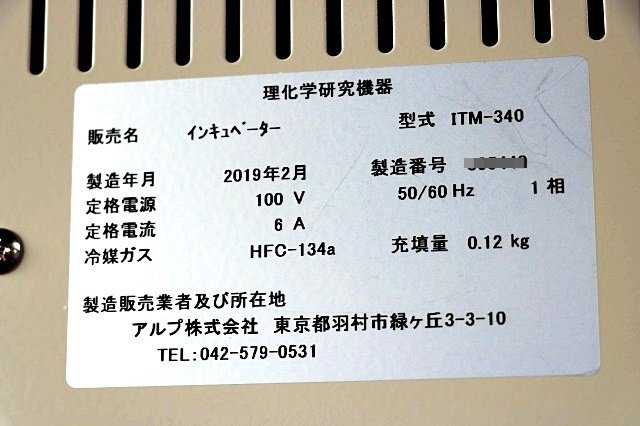 理化学研究機器
販売名 インキュベーター 型式 ITM-340
製造年月 2019年2月 製造番号
定格電源 100 V 50/60 Hz 1 相
定格電流 6 A
冷媒ガス HFC-134a 充填量 0.12 kg
製造販売業者及び所在地
アルプ株式会社 東京都羽村市緑ヶ丘3-3-10
TEL:042-579-0531